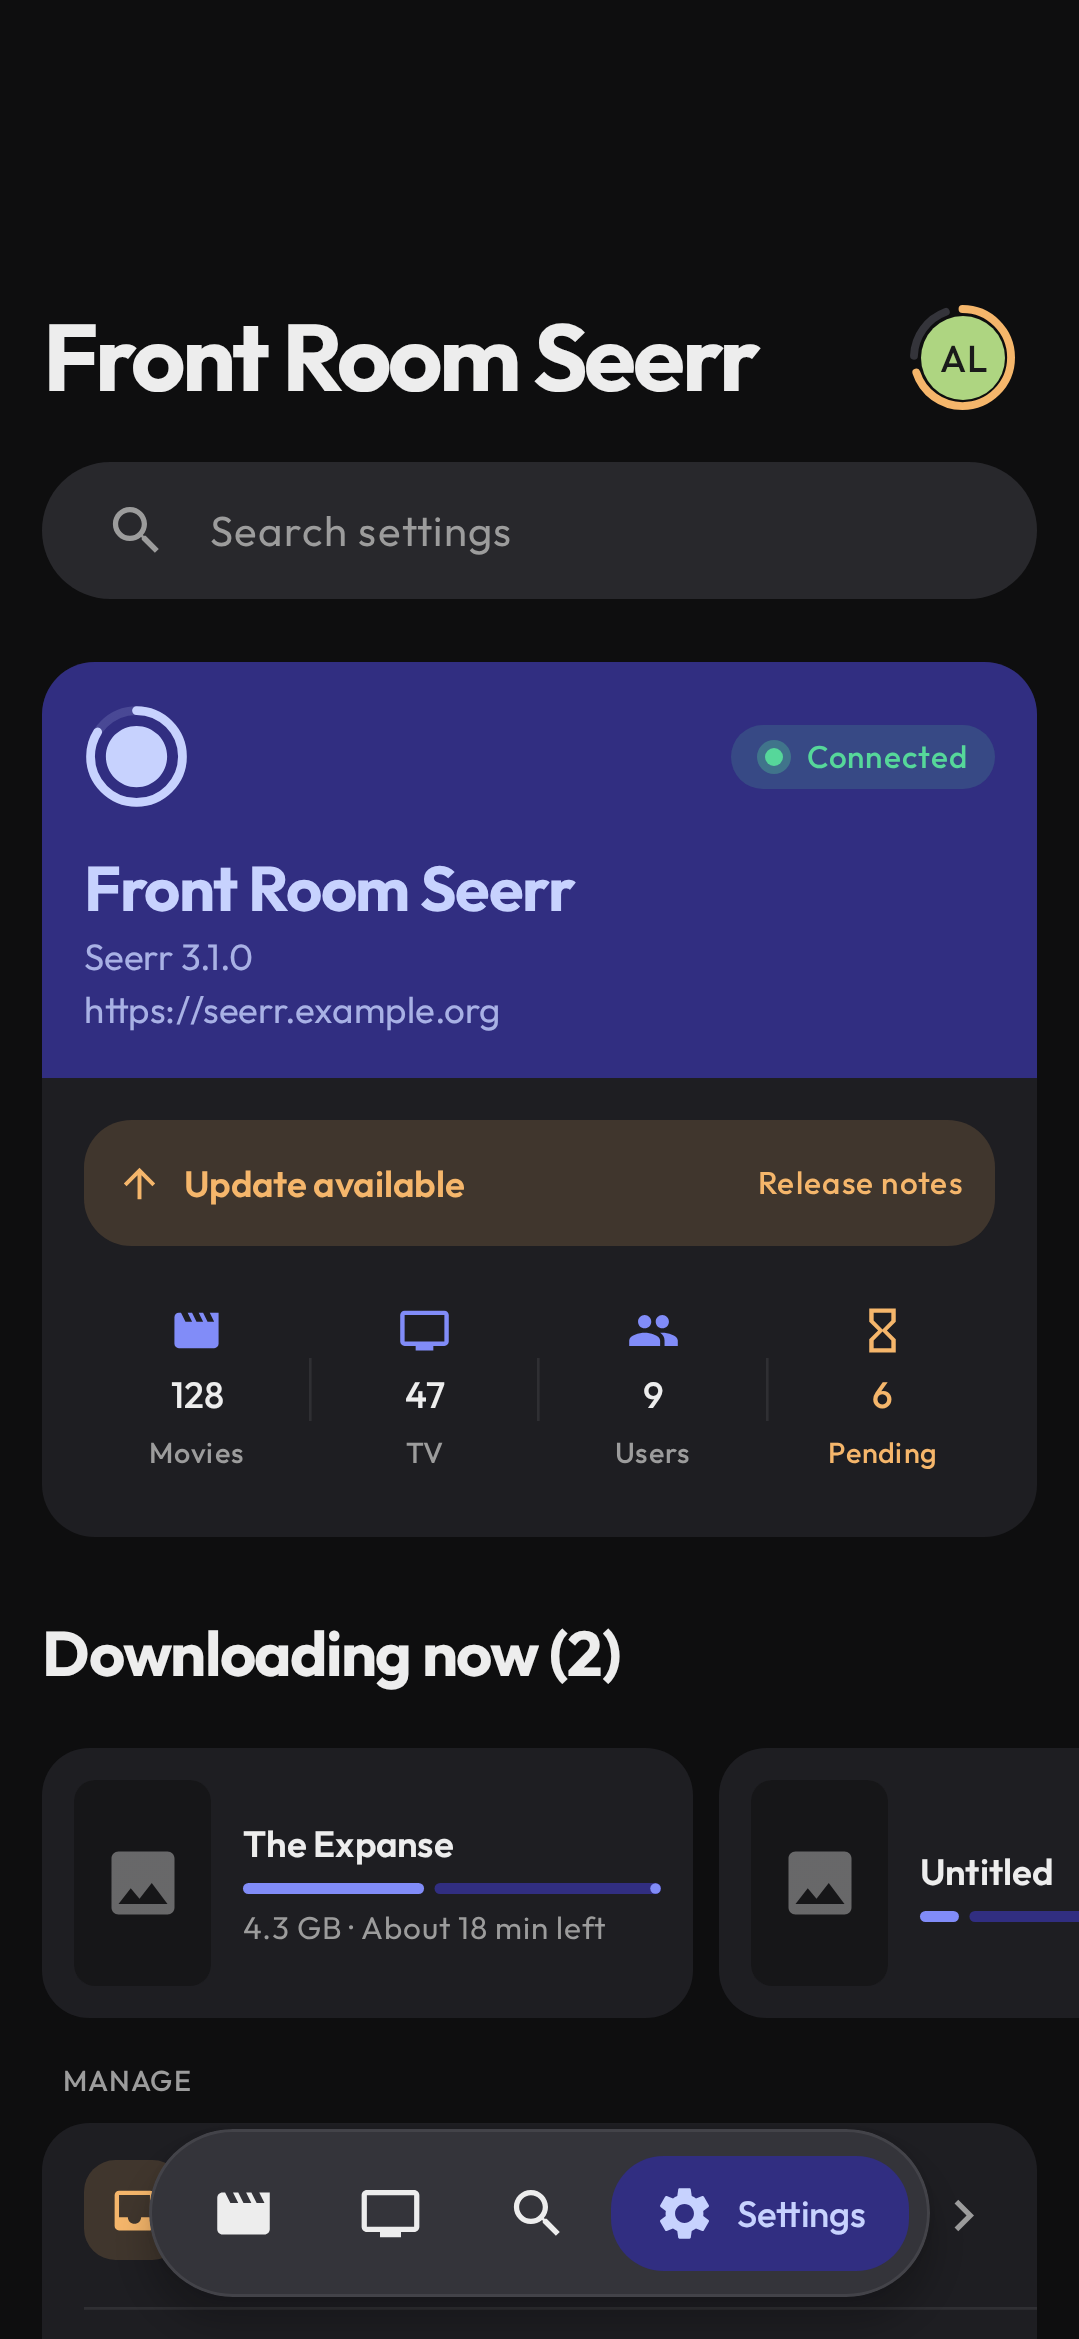 Front Room Seerr
AL
Search settings
Connected
Front Room Seerr
Seerr 3.1.0
https://seerr.example.org
Update available
Release notes
128
47
9
6
Movies
TV
Users
Pending
Downloading now (2)
The Expanse
4.3 GB · About 18 min left
Untitled
MANAGE
Settings